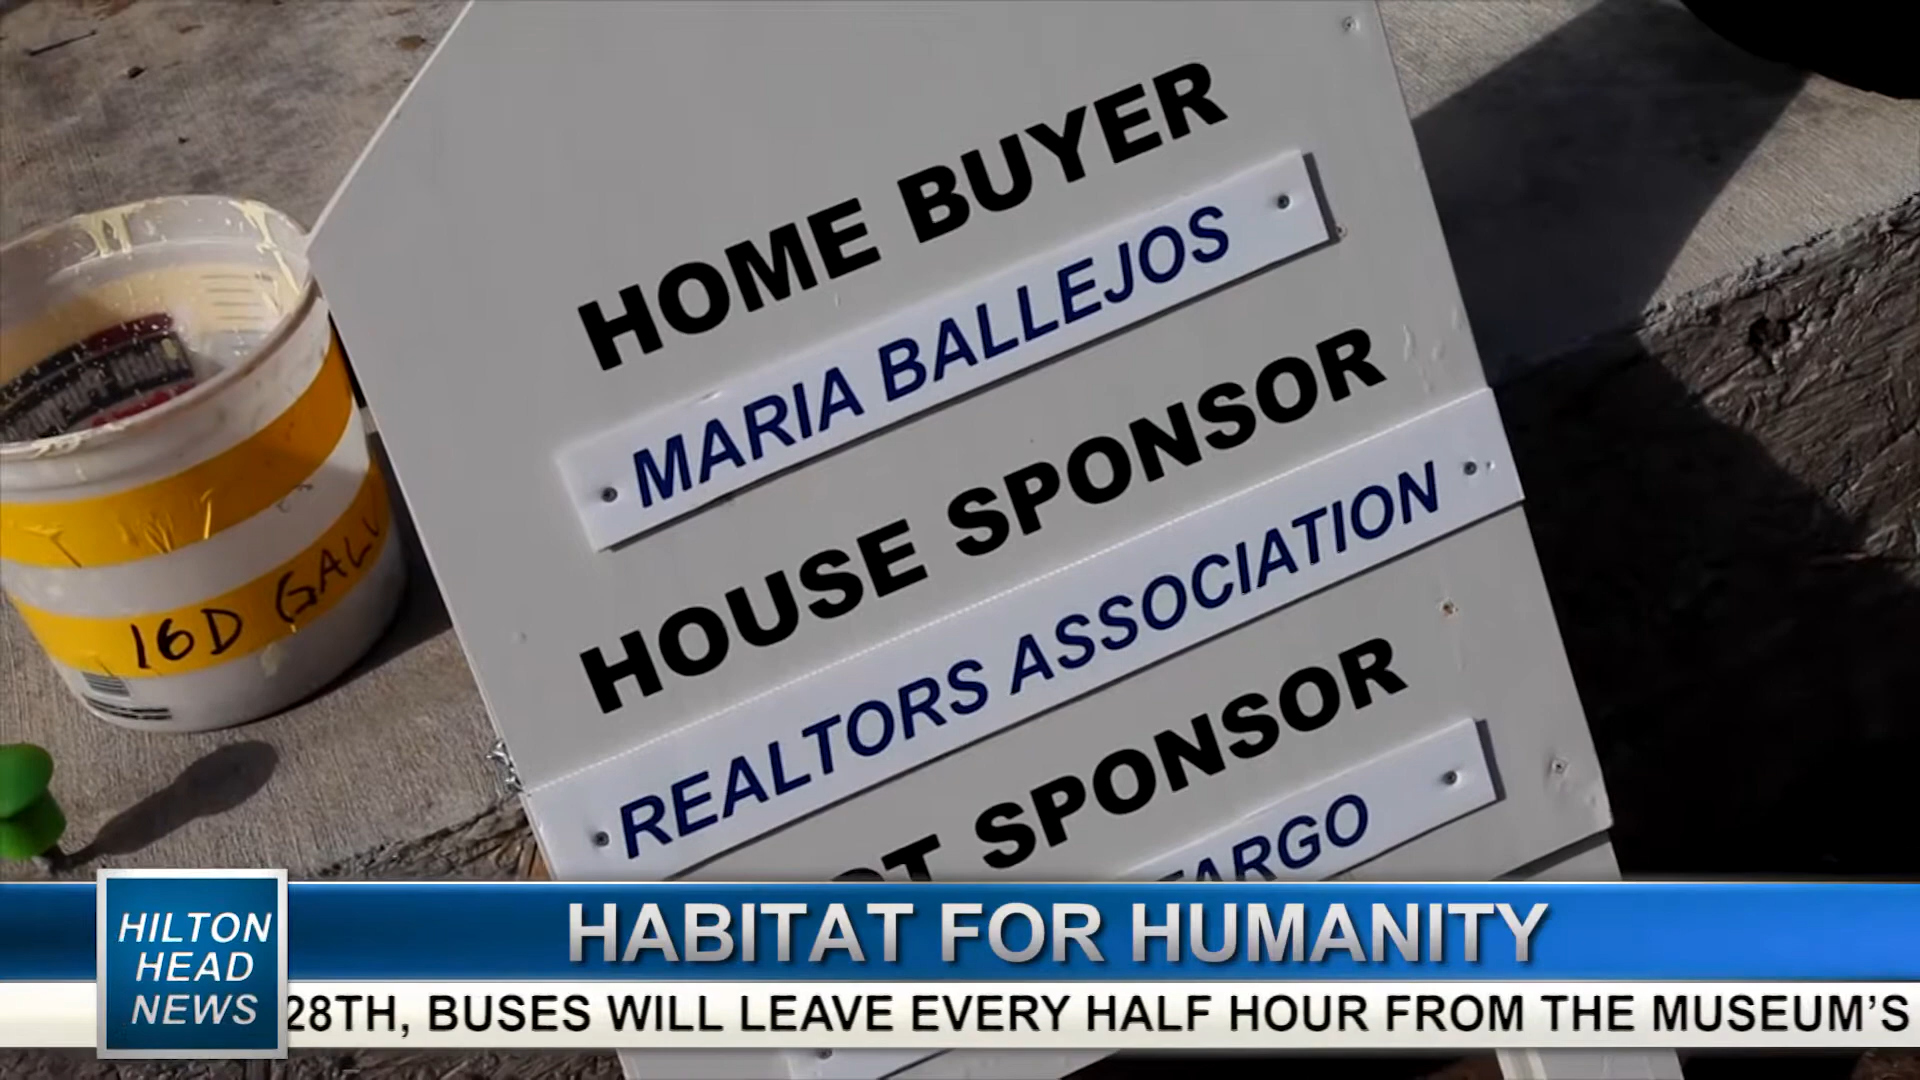 HOME BUYER
MARIA BALLEJOS
HOUSE SPONSOR
REALTORS ASSOCIATION
SPONSOR
FARGO
16D GALV
HABITAT FOR HUMANITY
HILTON
HEAD
NEWS
28TH, BUSES WILL LEAVE EVERY HALF HOUR FROM THE MUSEUM'S